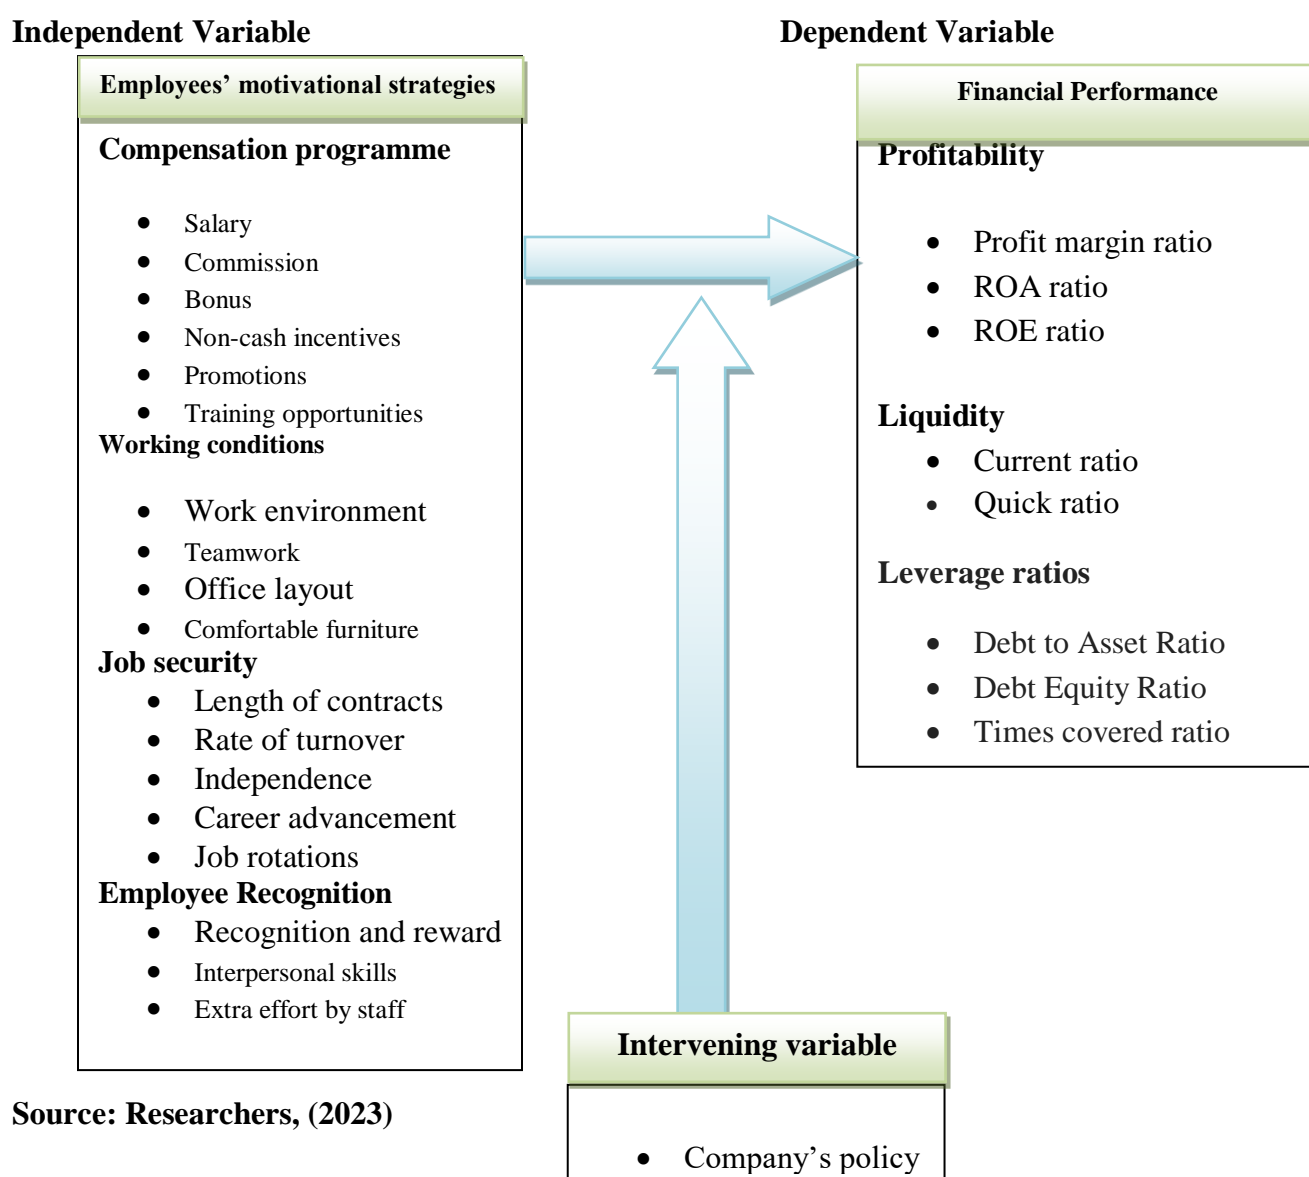 Independent Variable
Dependent Variable
Employees’ motivational strategies
Compensation programme
• Salary
• Commission
• Bonus
• Non-cash incentives
• Promotions
• Training opportunities
Working conditions
• Work environment
• Teamwork
• Office layout
• Comfortable furniture
Job security
• Length of contracts
• Rate of turnover
• Independence
• Career advancement
• Job rotations
Employee Recognition
• Recognition and reward
• Interpersonal skills
• Extra effort by staff
Financial Performance
Profitability
• Profit margin ratio
• ROA ratio
• ROE ratio
Liquidity
• Current ratio
• Quick ratio
Leverage ratios
• Debt to Asset Ratio
• Debt Equity Ratio
• Times covered ratio
Intervening variable
• Company’s policy
Source: Researchers, (2023)